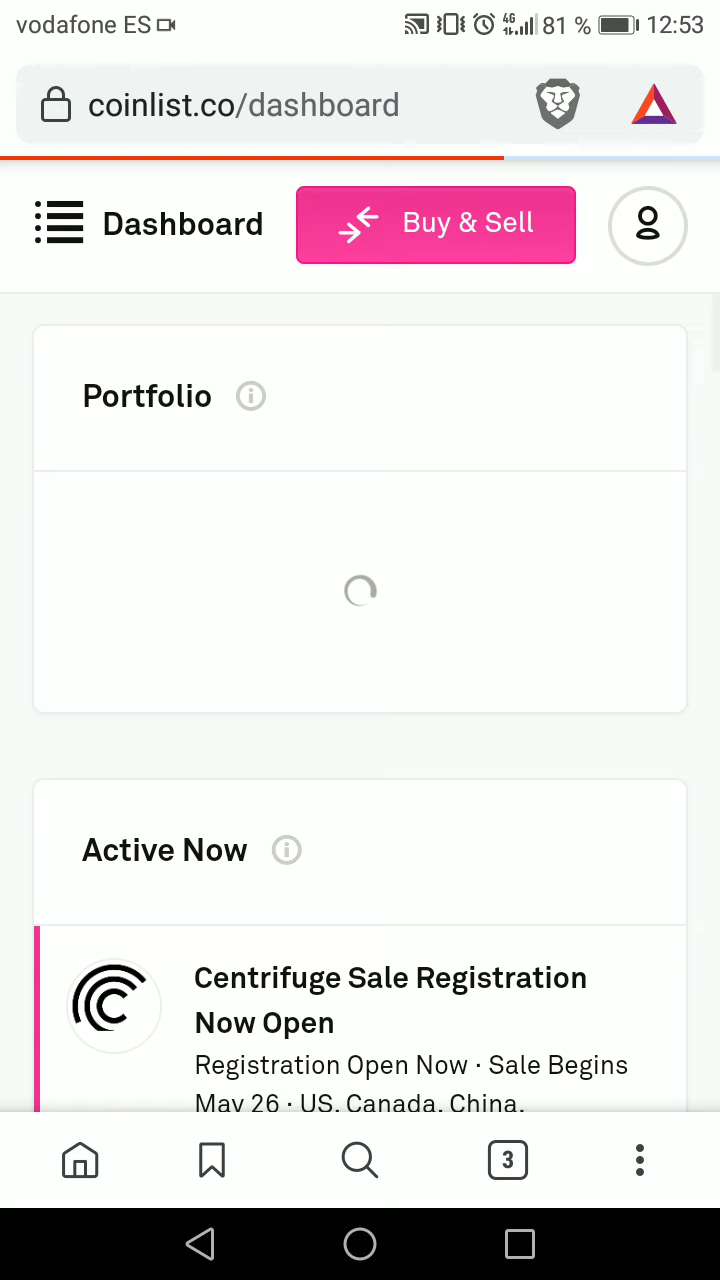 vodafone ES 4G 81 % 12:53
coinlist.co/dashboard
Dashboard Buy & Sell
Portfolio
Active Now
Centrifuge Sale Registration
Now Open
Registration Open Now · Sale Begins
May 26 · US, Canada, China,
3